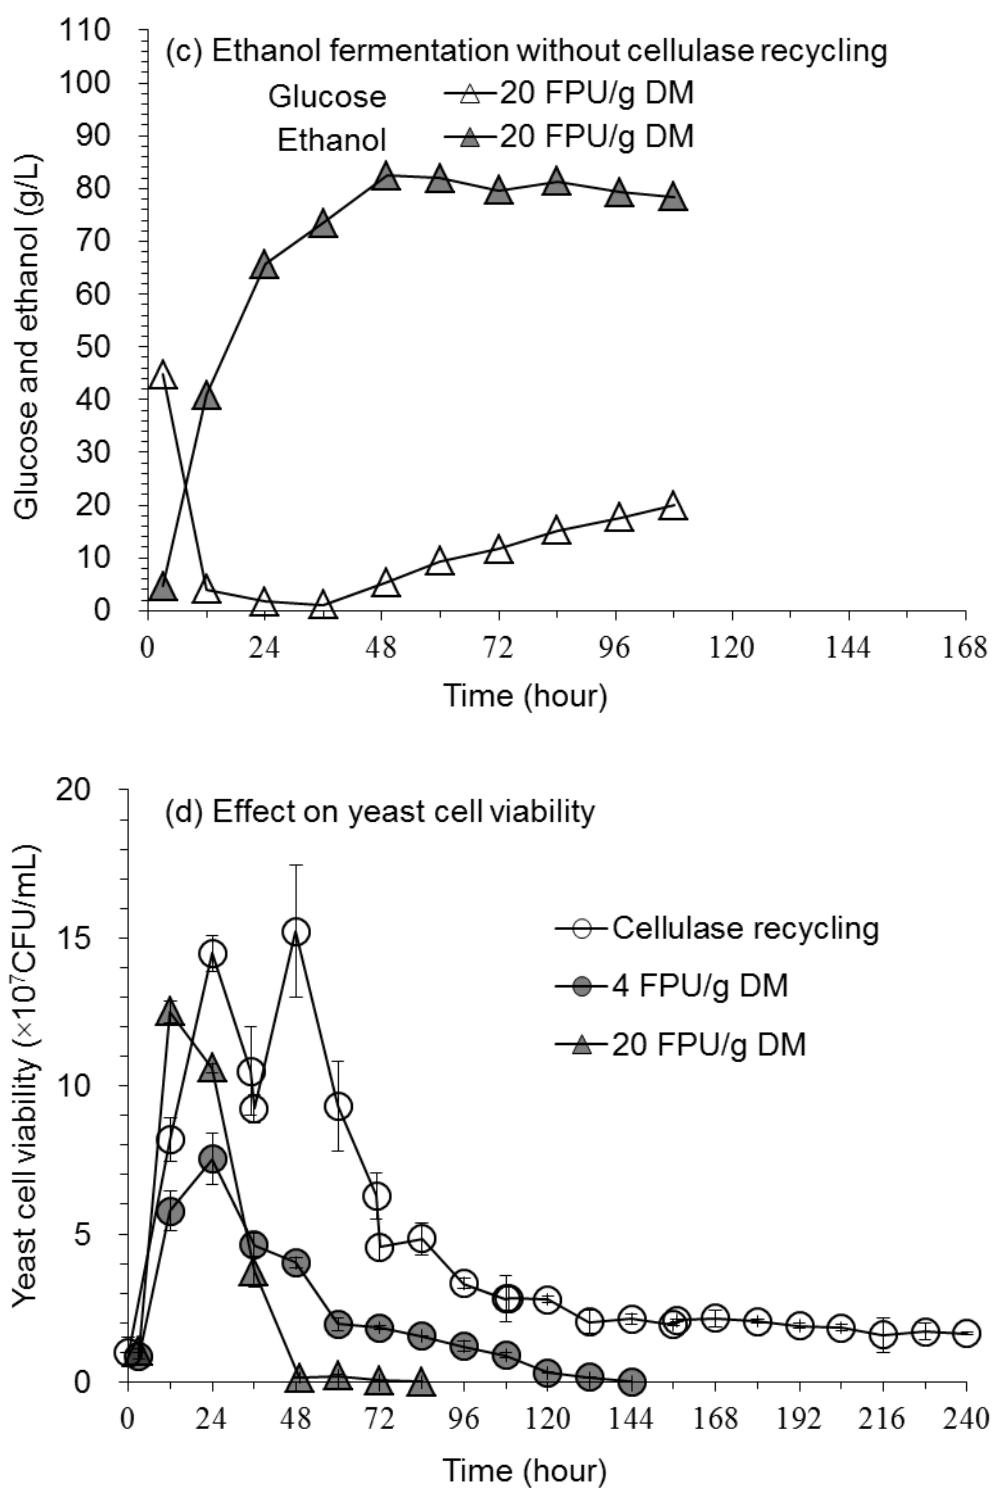 (c) Ethanol fermentation without cellulase recycling
Glucose 20 FPU/g DM
Ethanol 20 FPU/g DM
Glucose and ethanol (g/L)
110
100
90
80
70
60
50
40
30
20
10
0
0 24 48 72 96 120 144 168
Time (hour)
(d) Effect on yeast cell viability
Cellulase recycling
4 FPU/g DM
20 FPU/g DM
Yeast cell viability (×10⁷CFU/mL)
20
15
10
5
0
0 24 48 72 96 120 144 168 192 216 240
Time (hour)